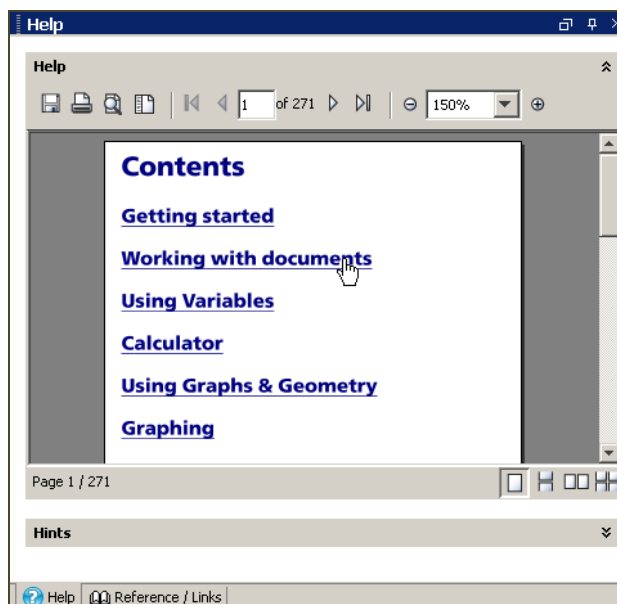 Help
Help
1 of 271 150%
Contents
Getting started
Working with documents
Using Variables
Calculator
Using Graphs & Geometry
Graphing
Page 1 / 271
Hints
Help Reference / Links